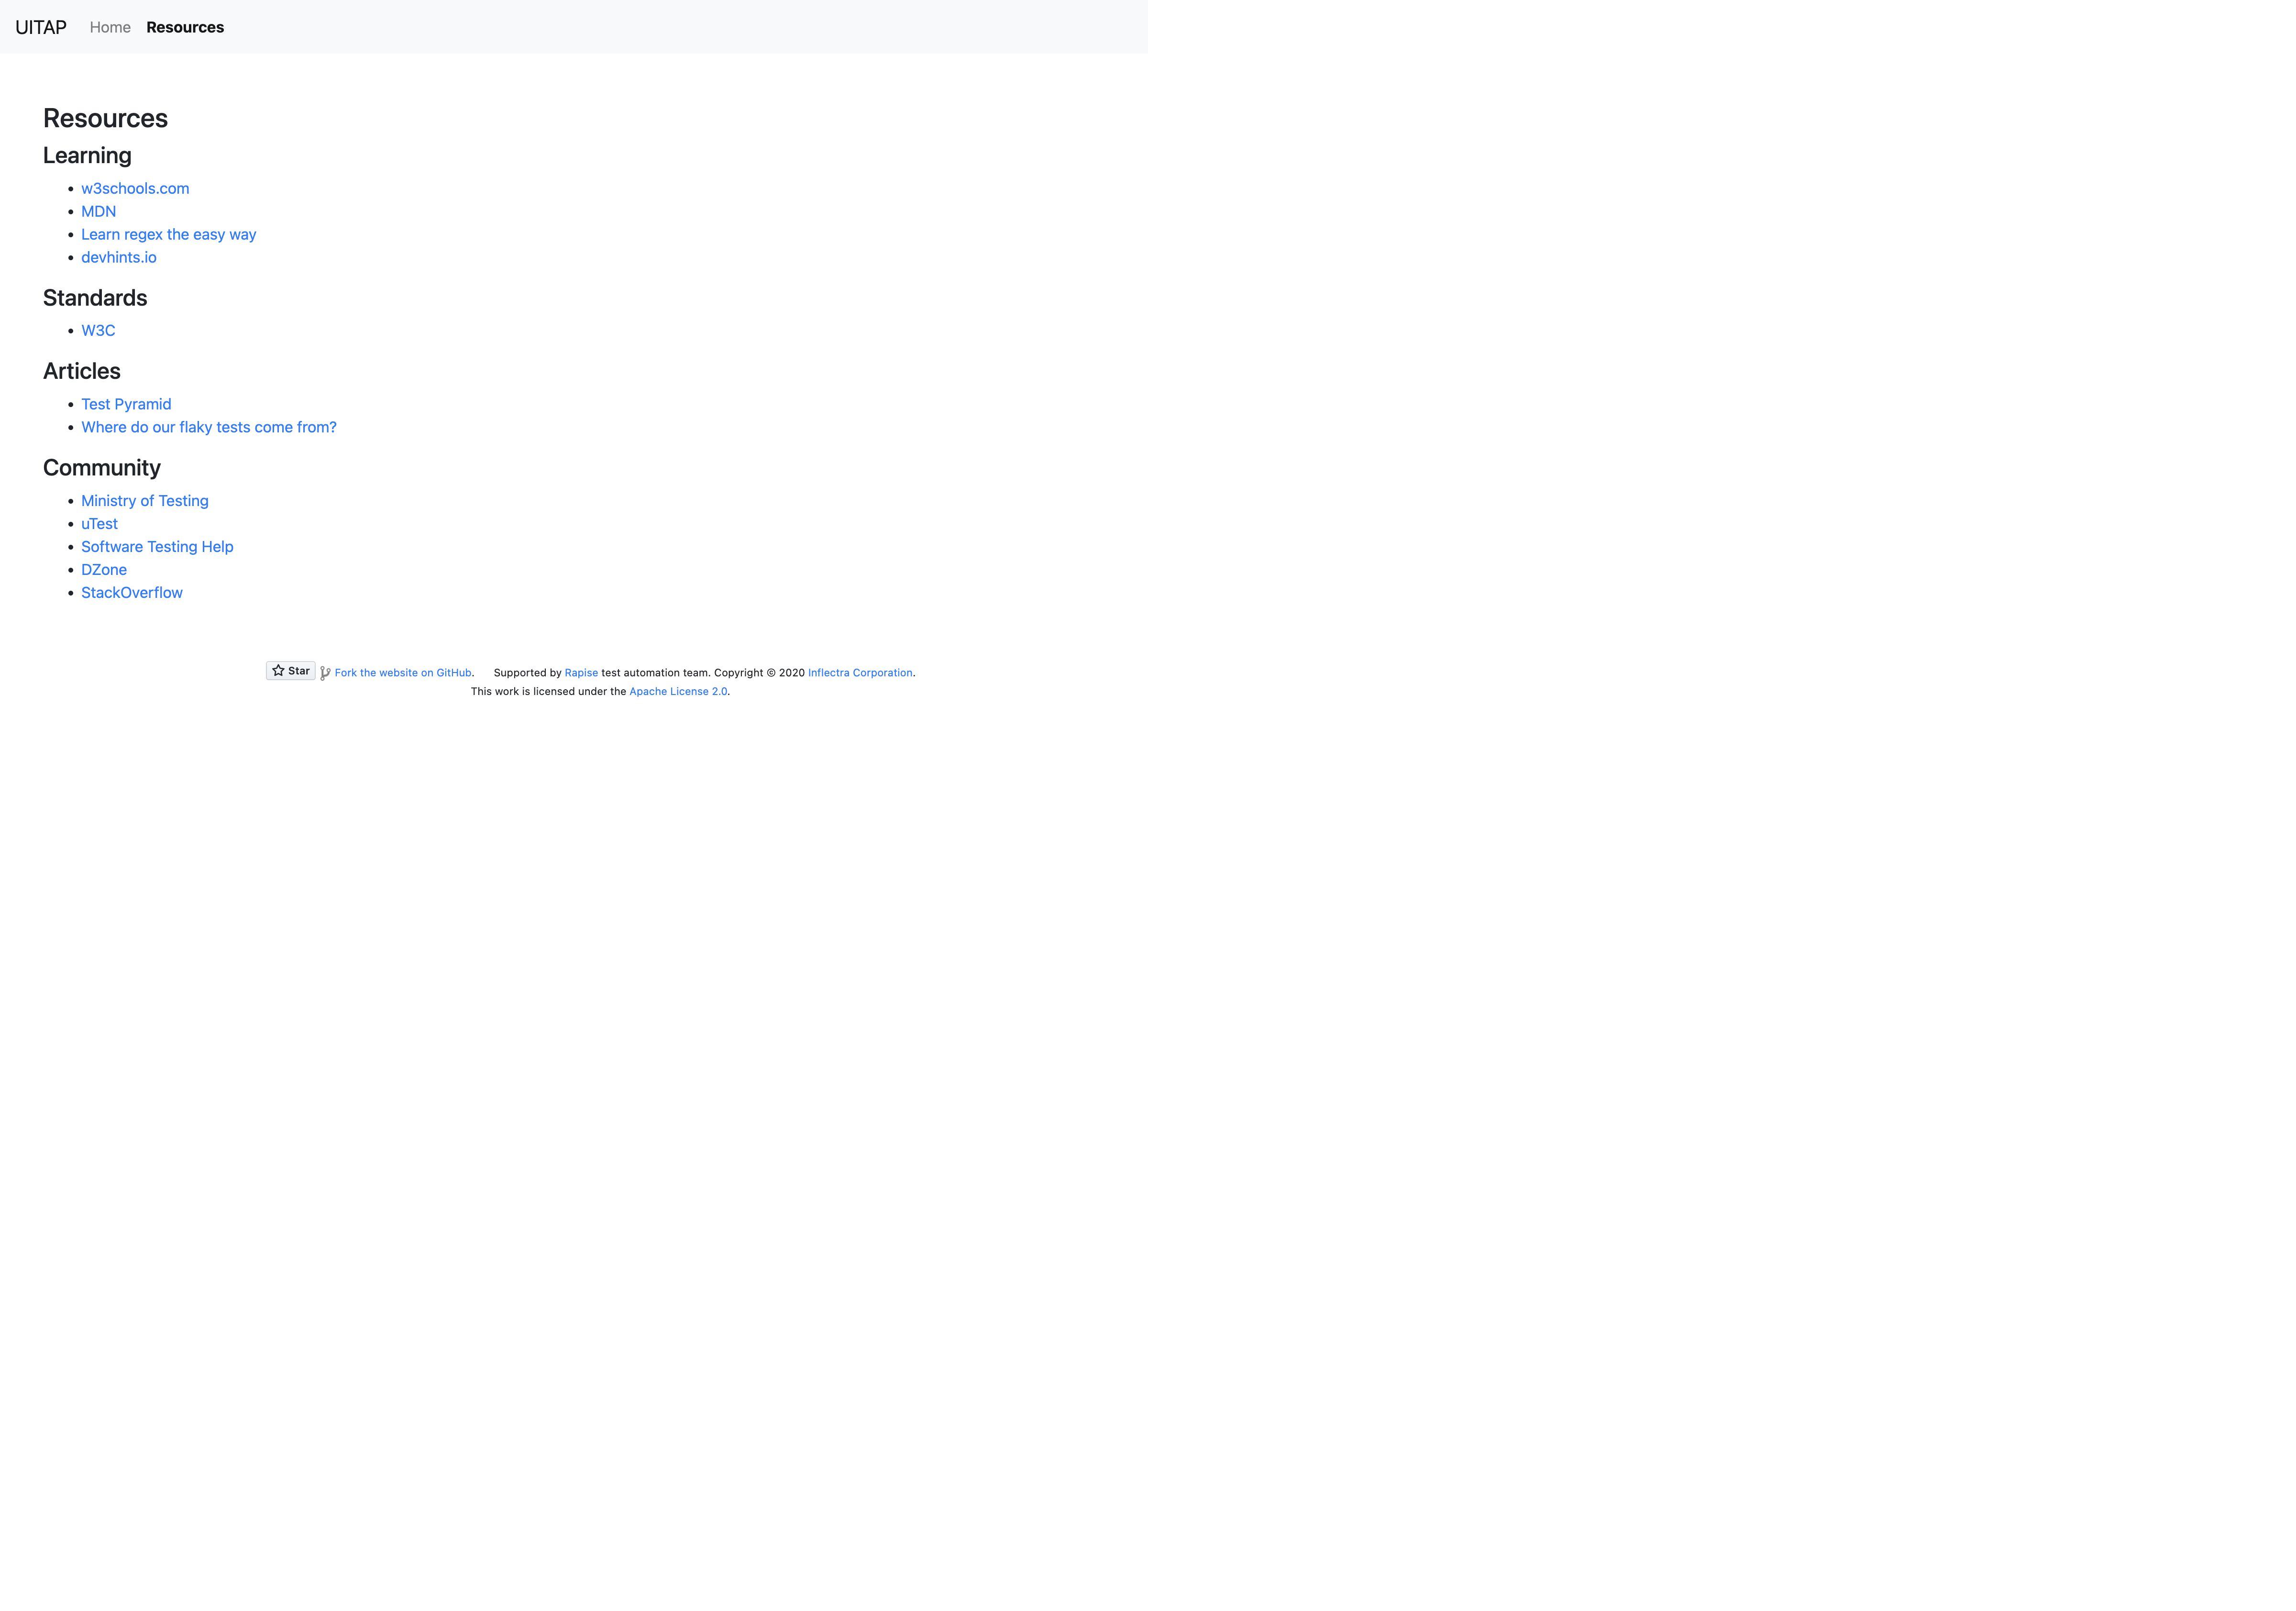 UITAP Home Resources
Resources
Learning
w3schools.com
MDN
Learn regex the easy way
devhints.io
Standards
W3C
Articles
Test Pyramid
Where do our flaky tests come from?
Community
Ministry of Testing
uTest
Software Testing Help
DZone
StackOverflow
Star Fork the website on GitHub. Supported by Rapise test automation team. Copyright © 2020 Inflectra Corporation.
This work is licensed under the Apache License 2.0.